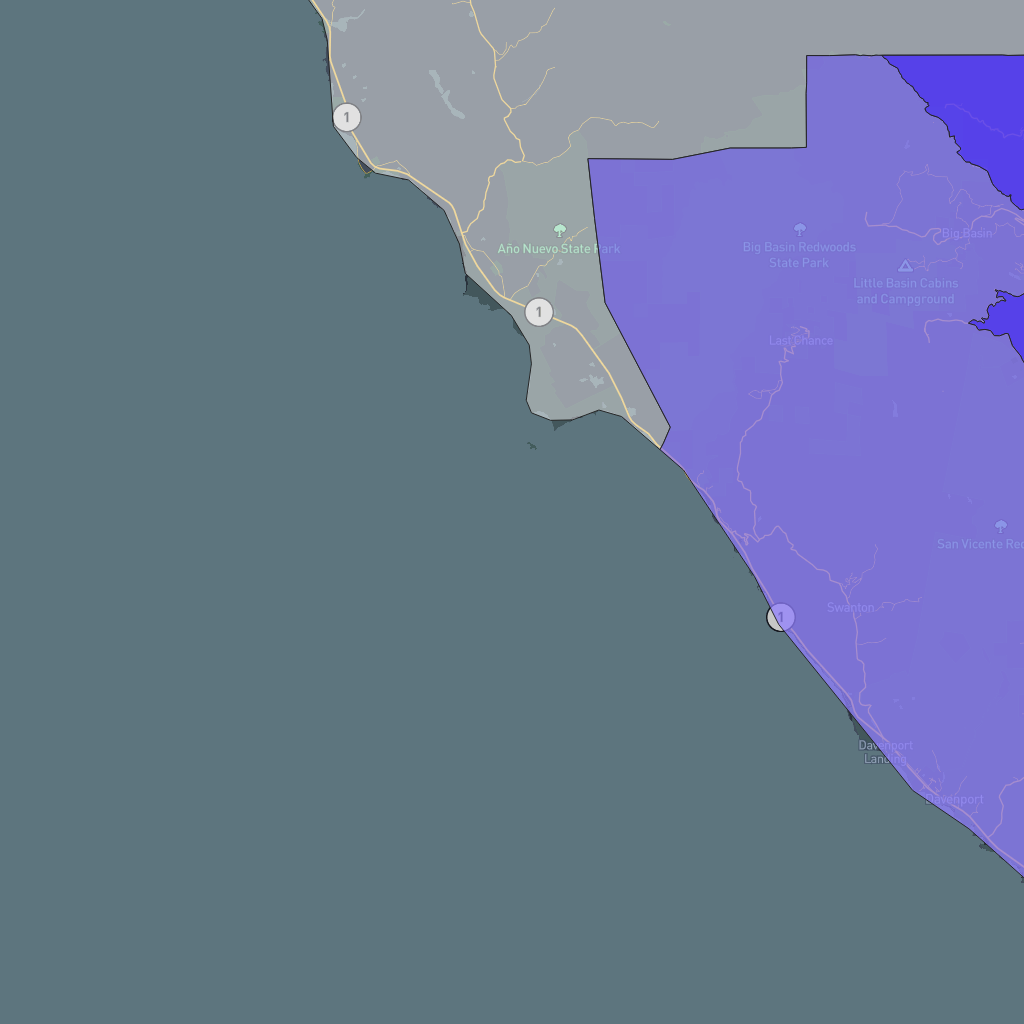 1
Big Basin
Año Nuevo State Park
Big Basin Redwoods
State Park
Little Basin Cabins
and Campground
1
Last Chance
San Vicente Red
Swanton
1
Davenport
Landing
Davenport